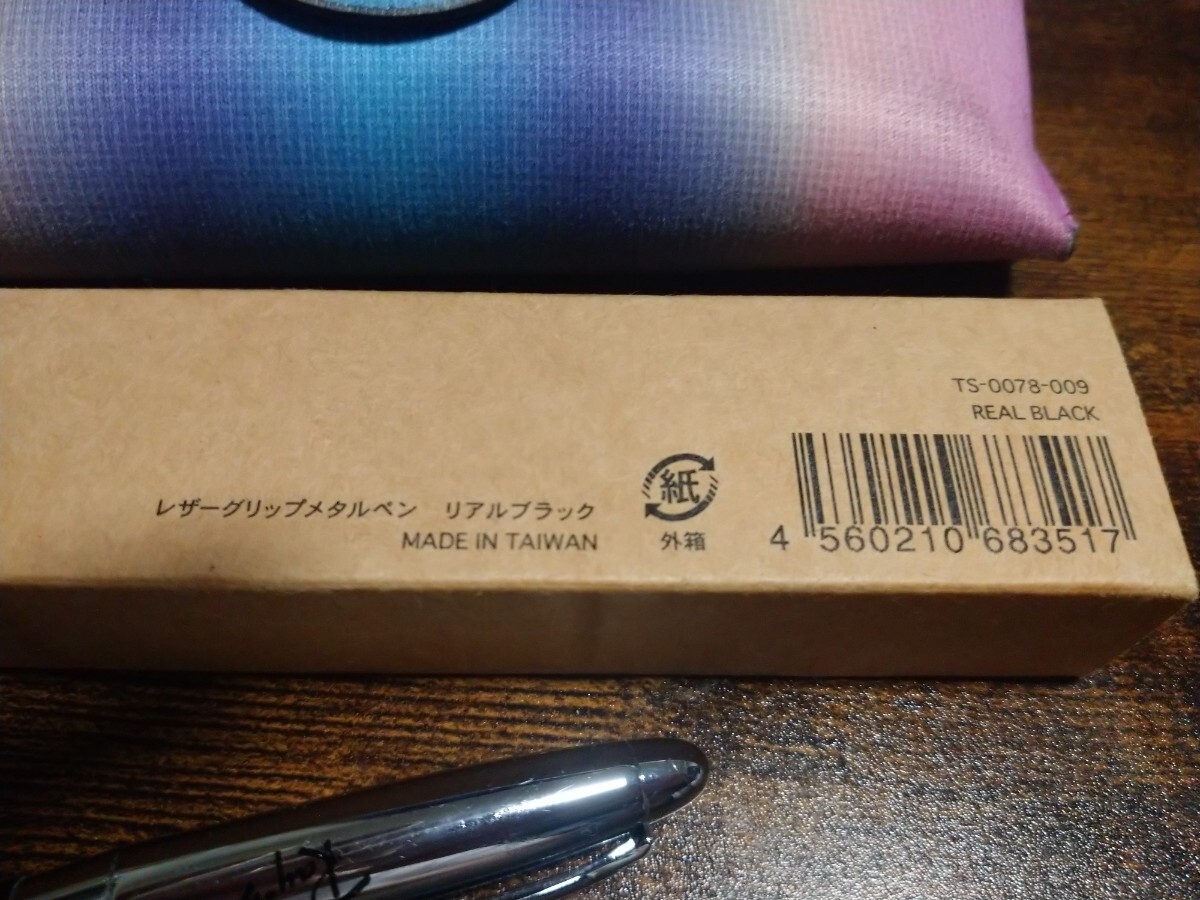 TS-0078-009
REAL BLACK
レザーグリップメタルペン　リアルブラック
MADE IN TAIWAN
紙
外箱
4 560210 683517